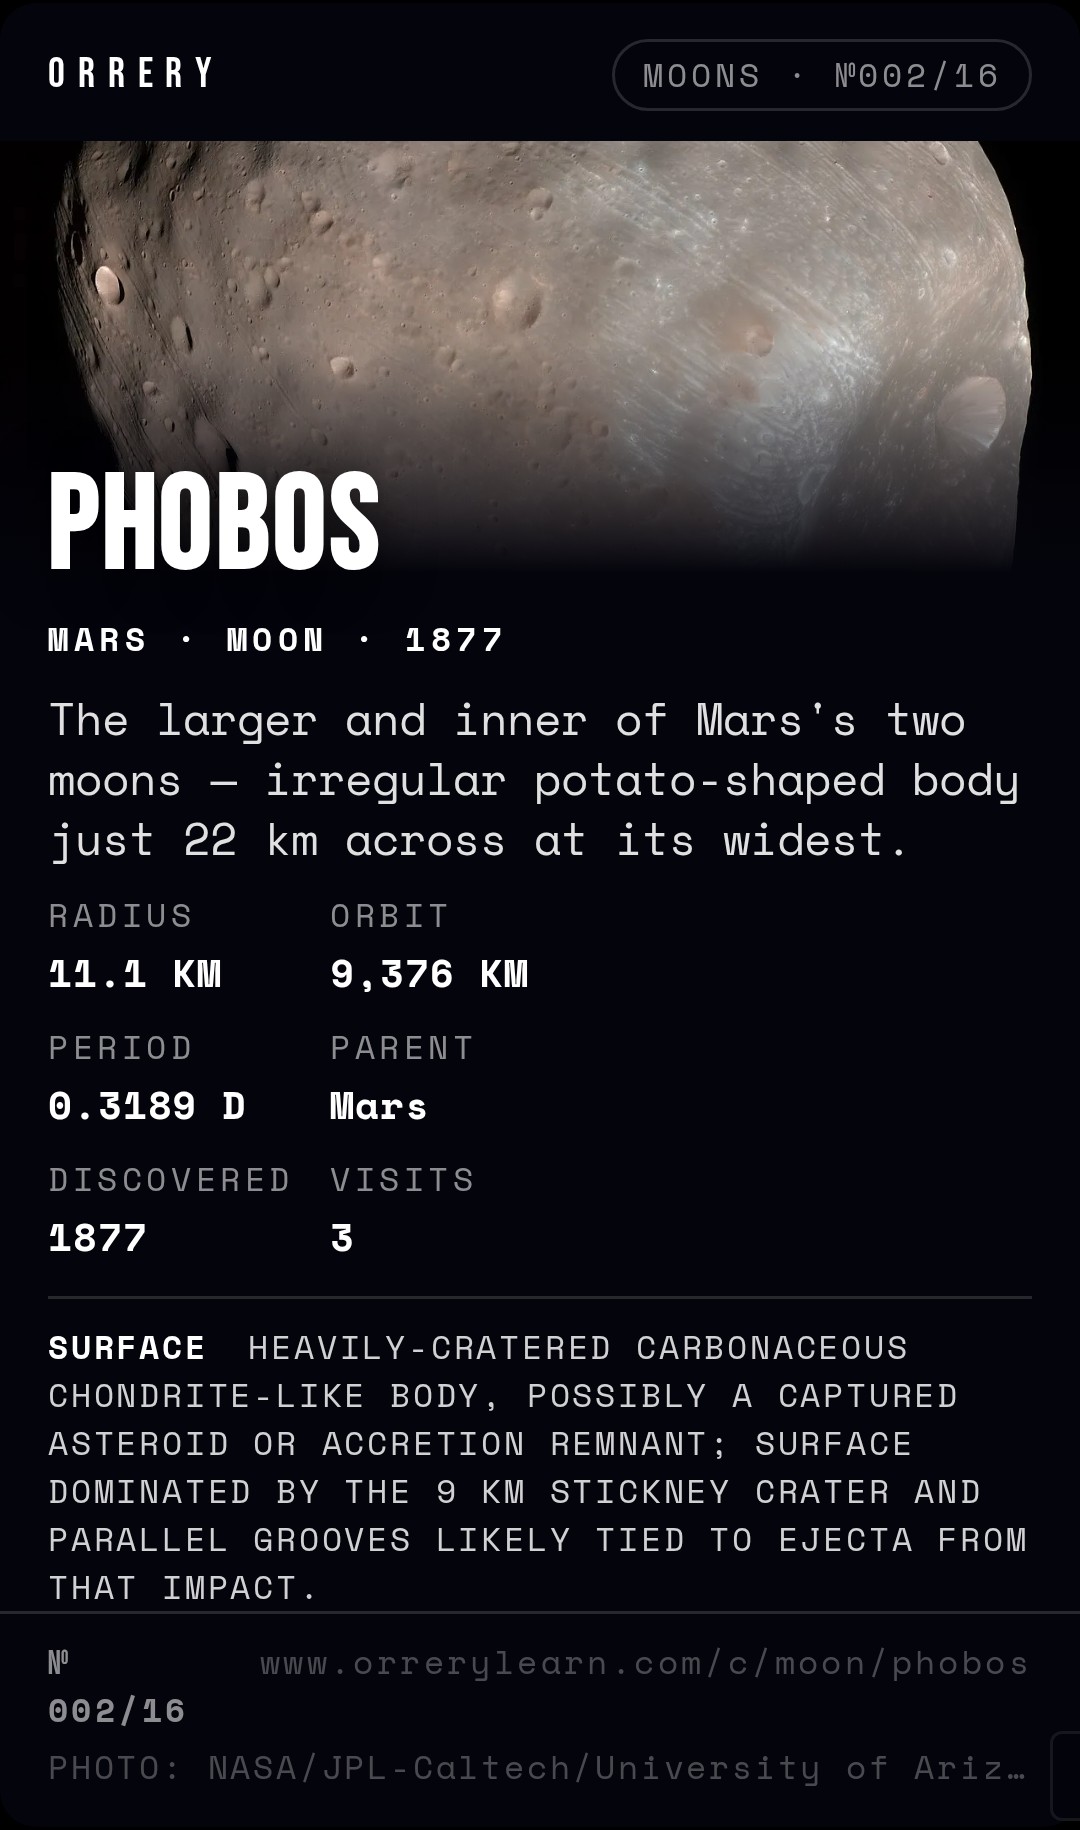 ORRERY
MOONS · №002/16
PHOBOS
MARS · MOON · 1877
The larger and inner of Mars's two
moons — irregular potato-shaped body
just 22 km across at its widest.
RADIUS ORBIT
11.1 KM 9,376 KM
PERIOD PARENT
0.3189 D Mars
DISCOVERED VISITS
1877 3
SURFACE HEAVILY-CRATERED CARBONACEOUS
CHONDRITE-LIKE BODY, POSSIBLY A CAPTURED
ASTEROID OR ACCRETION REMNANT; SURFACE
DOMINATED BY THE 9 KM STICKNEY CRATER AND
PARALLEL GROOVES LIKELY TIED TO EJECTA FROM
THAT IMPACT.
№ www.orrerylearn.com/c/moon/phobos
002/16
PHOTO: NASA/JPL-Caltech/University of Ariz…